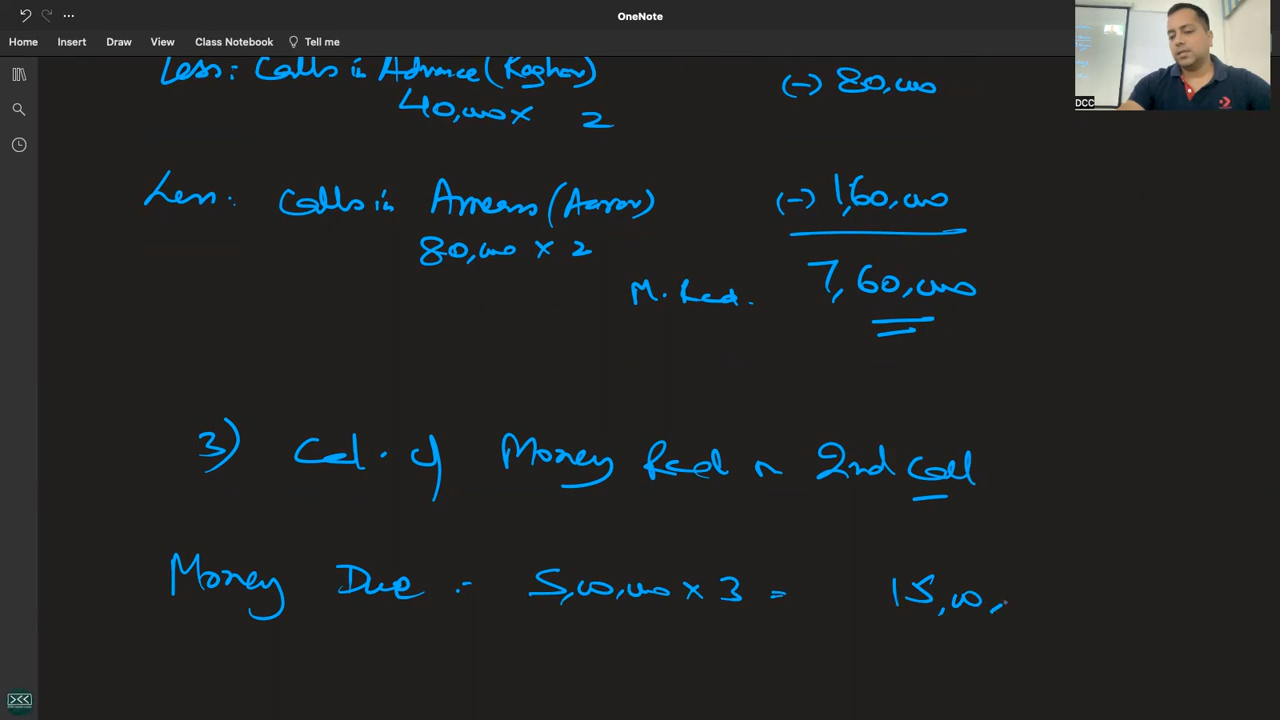 OneNote
Home Insert Draw View Class Notebook Tell me
DCC
Less: Calls in Advance (Raghav) (-) 80,000
40,000 × 2
Less: Calls in Arrears (Aarav) (-) 1,60,000
80,000 × 2
M. Recd. 7,60,000
3) Cal. of Money Recd on 2nd Call
Money Due :- 5,00,000 × 3 = 15,00,